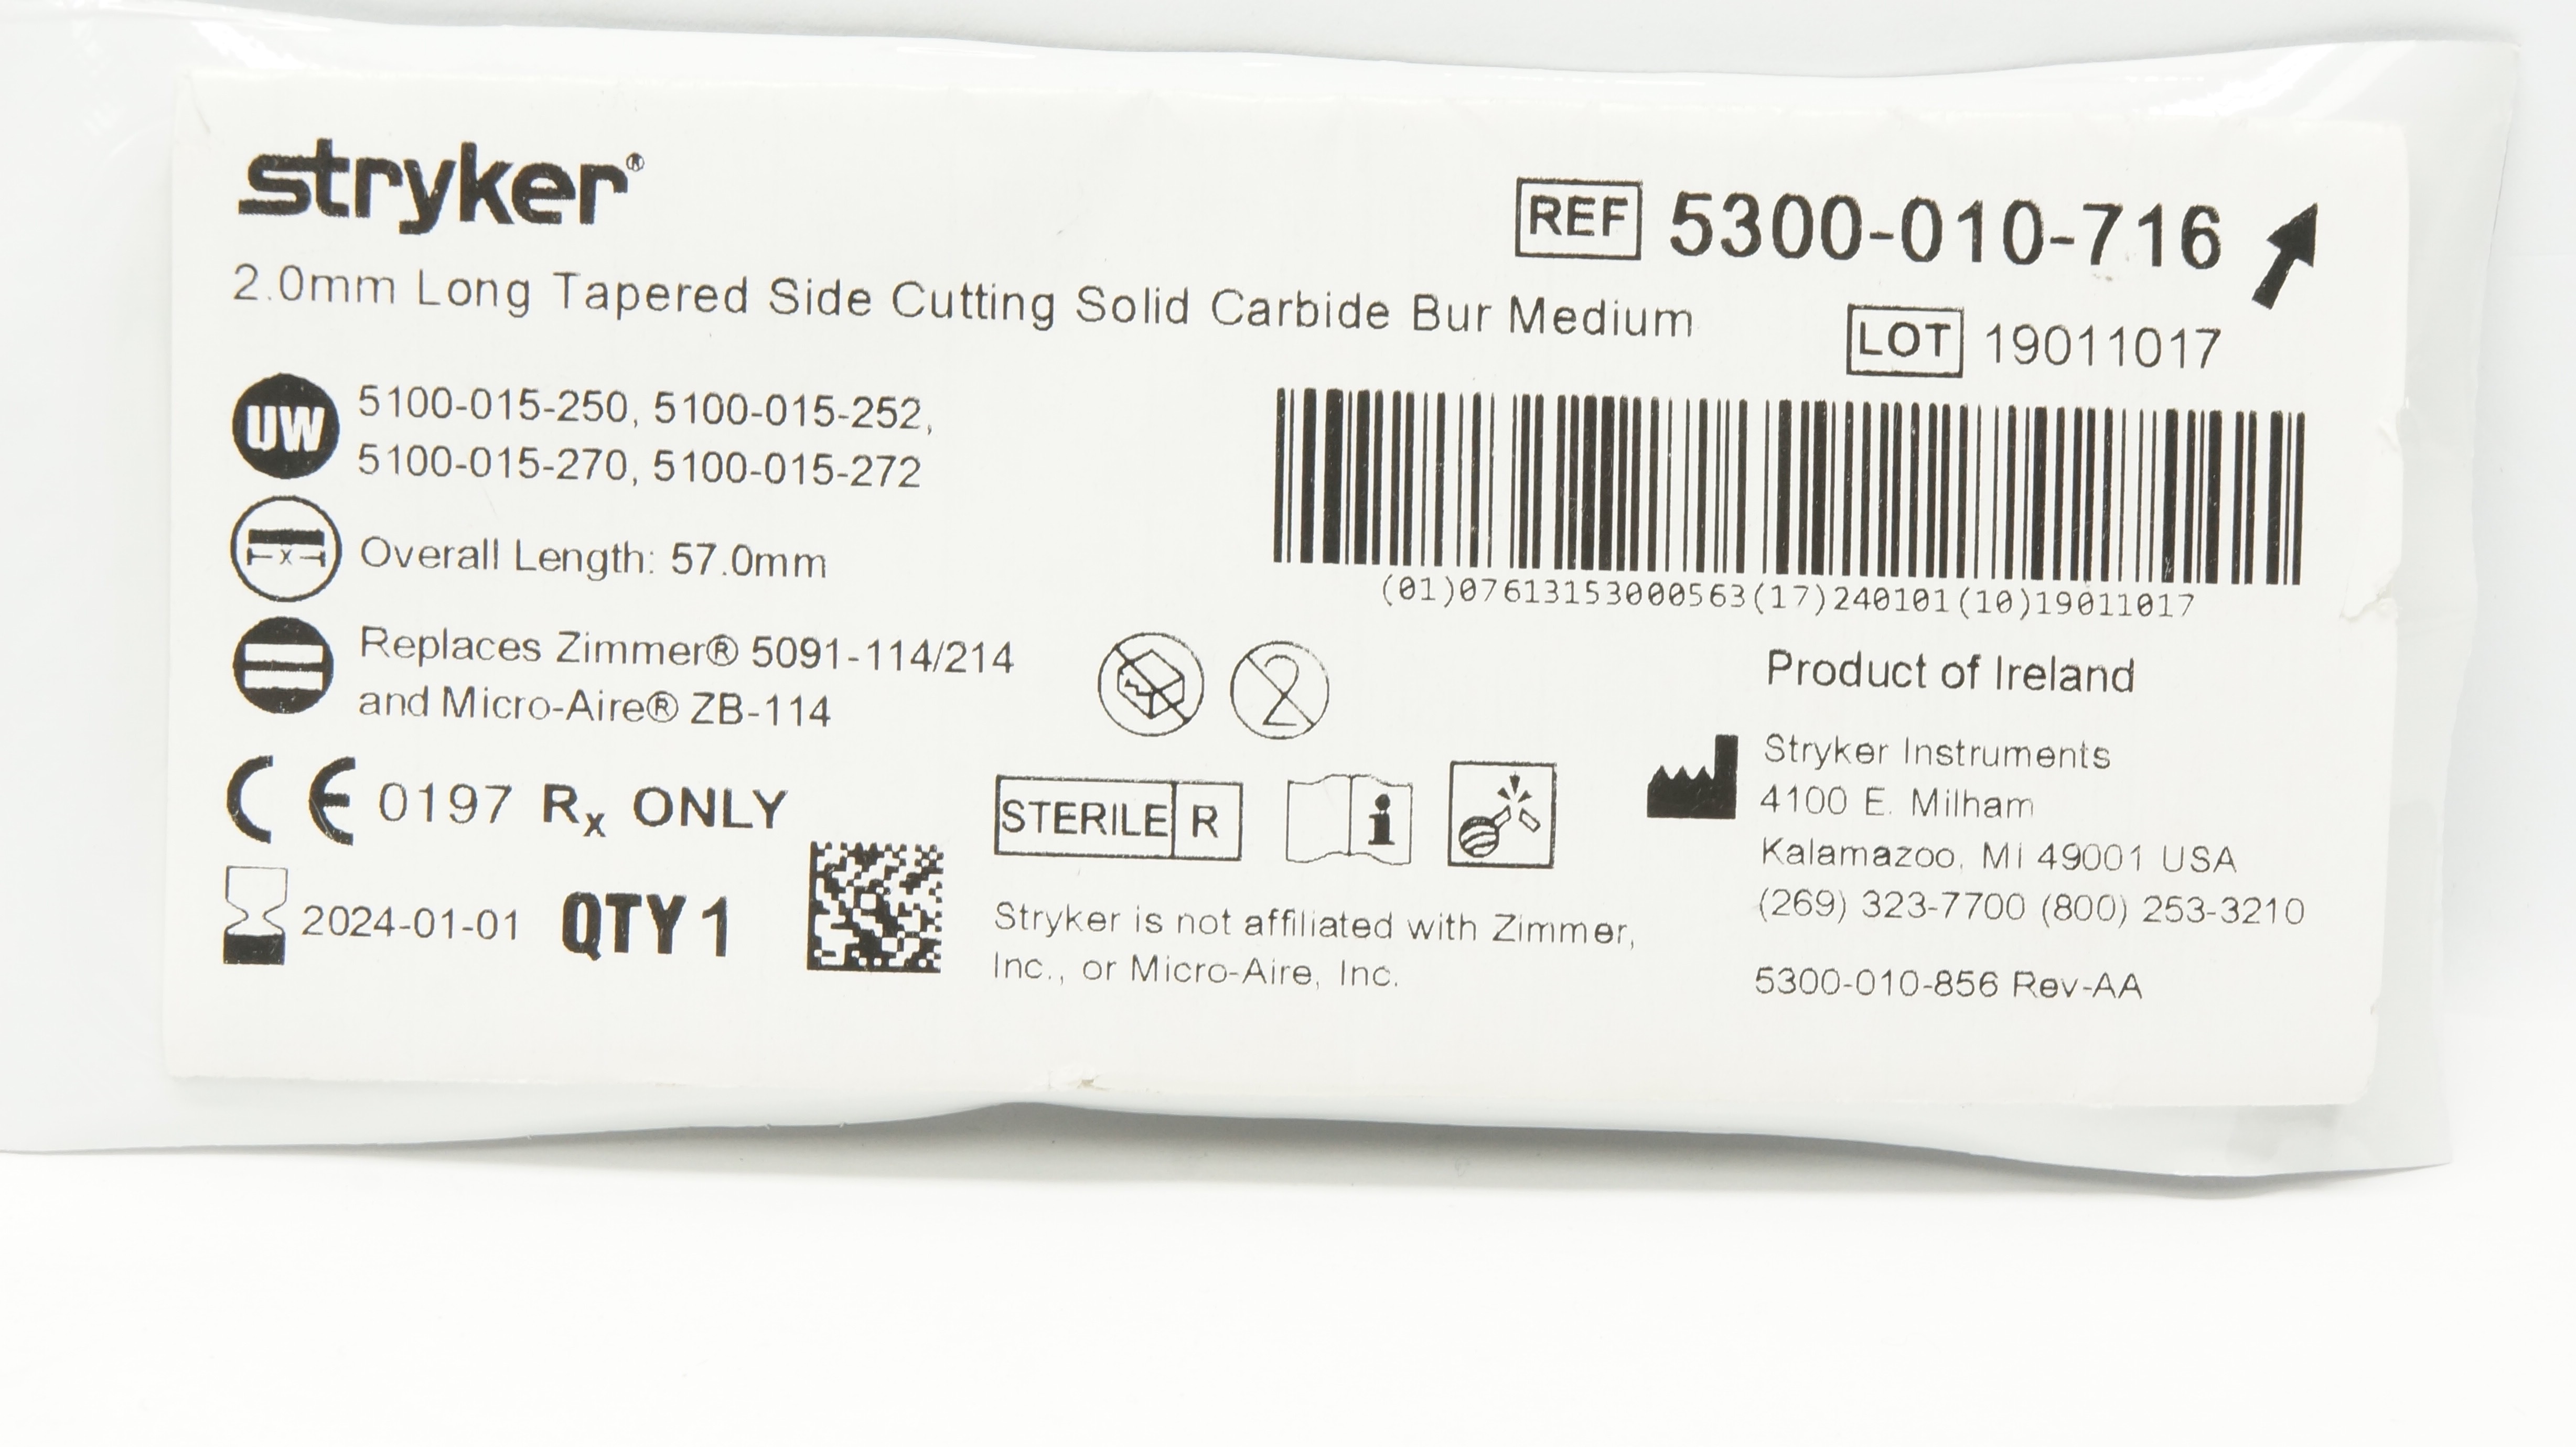 stryker®
2.0mm Long Tapered Side Cutting Solid Carbide Bur Medium
REF 5300-010-716
LOT 19011017
UW 5100-015-250, 5100-015-252,
5100-015-270, 5100-015-272
x Overall Length: 57.0mm
Replaces Zimmer® 5091-114/214
and Micro-Aire® ZB-114
(01)07613153000563(17)240101(10)19011017
2
Product of Ireland
CE 0197 Rx ONLY
2024-01-01 QTY 1
STERILE R
i
Stryker is not affiliated with Zimmer,
Inc., or Micro-Aire, Inc.
Stryker Instruments
4100 E. Milham
Kalamazoo, MI 49001 USA
(269) 323-7700 (800) 253-3210
5300-010-856 Rev-AA